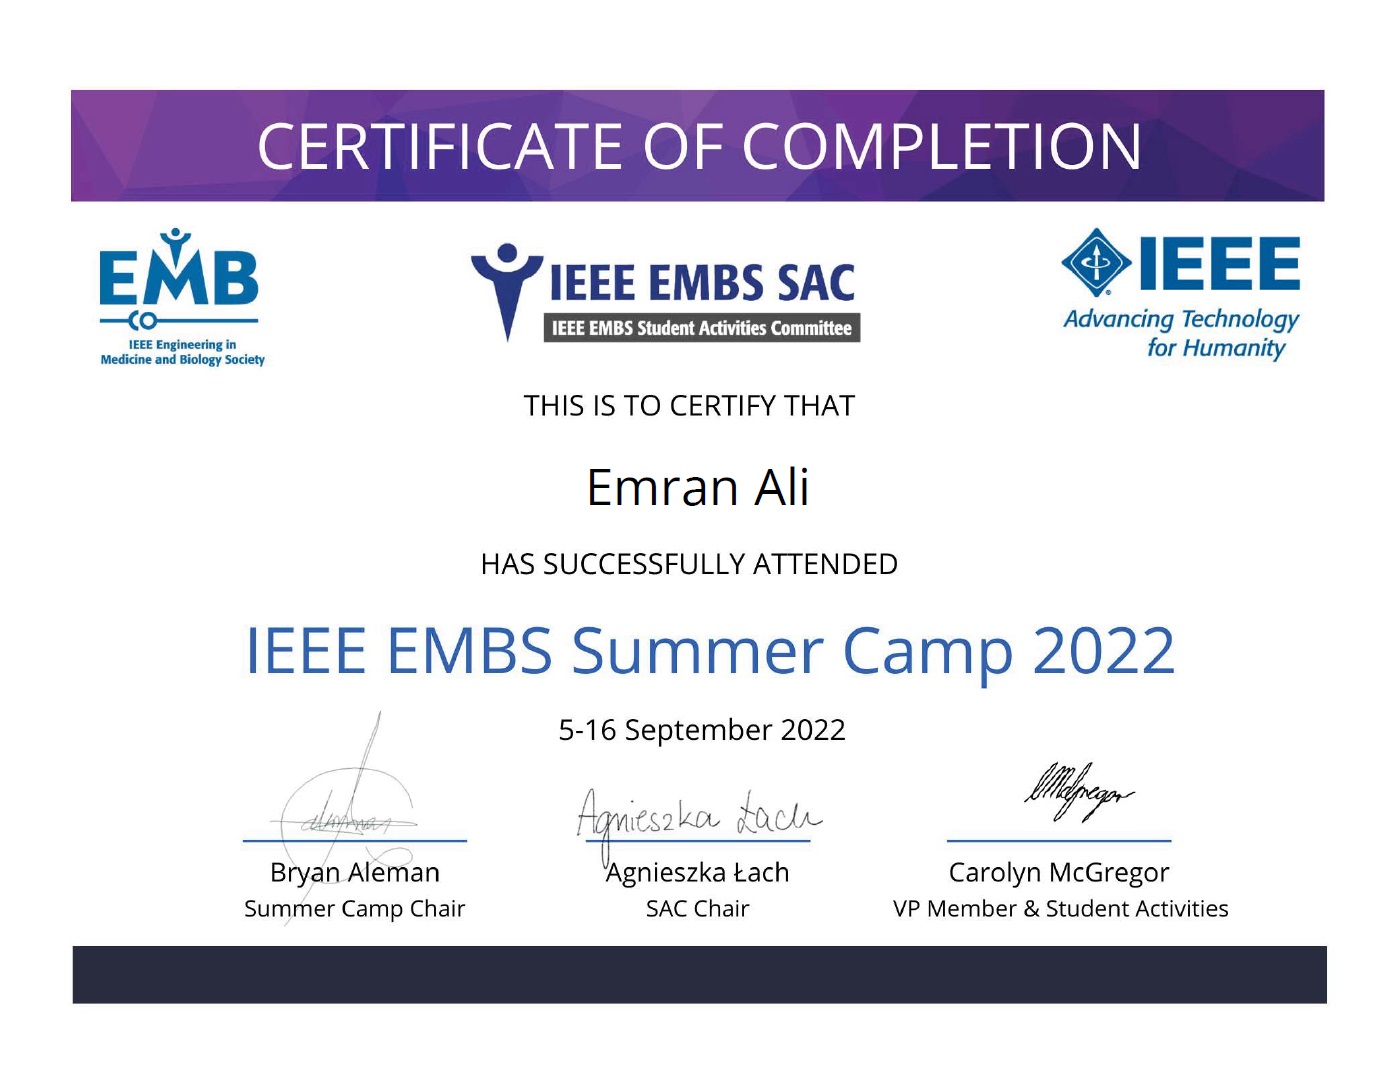 CERTIFICATE OF COMPLETION
EMB
IEEE Engineering in
Medicine and Biology Society
IEEE EMBS SAC
IEEE EMBS Student Activities Committee
IEEE
Advancing Technology
for Humanity
THIS IS TO CERTIFY THAT
Emran Ali
HAS SUCCESSFULLY ATTENDED
IEEE EMBS Summer Camp 2022
5-16 September 2022
Agnieszka Łach
McGregor
Bryan Aleman
Agnieszka Łach
Carolyn McGregor
Summer Camp Chair
SAC Chair
VP Member & Student Activities